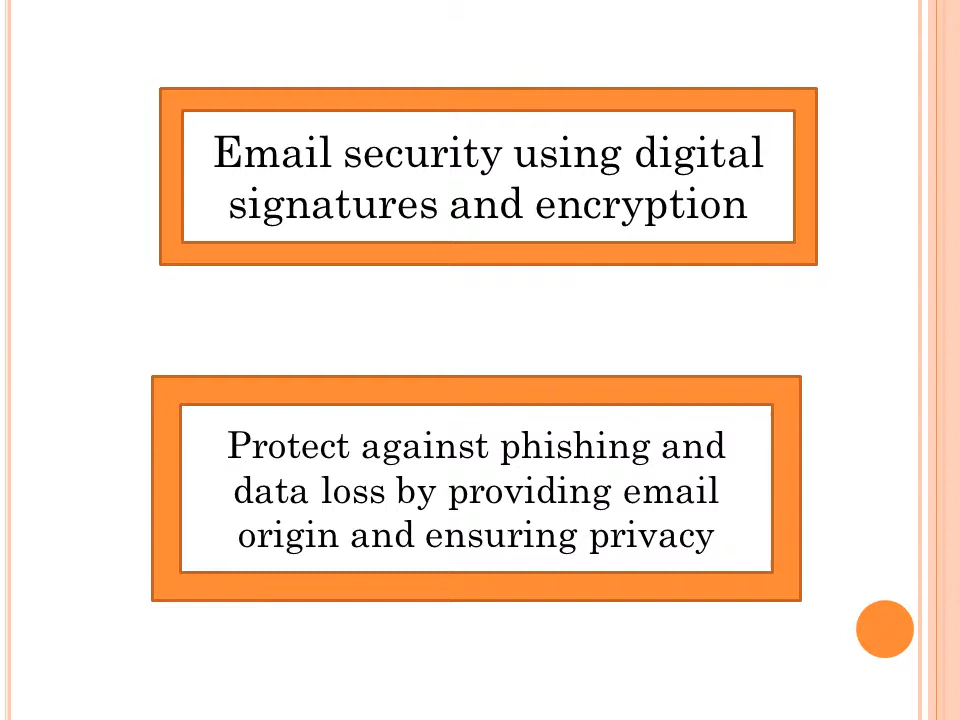 Email security using digital
signatures and encryption
Protect against phishing and
data loss by providing email
origin and ensuring privacy